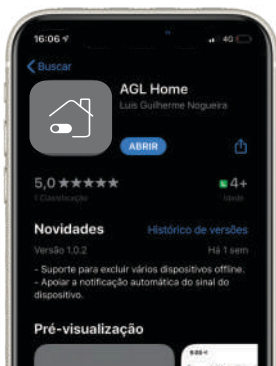 16:06
4G
Buscar
AGL Home
Luis Guilherme Nogueira
ABRIR
5,0 ★★★★★
L 4+
1 Classificação
Idade
Novidades
Histórico de versões
Versão 1.0.2
Há 1 sem
- Suporte para excluir vários dispositivos offline.
- Apoiar a notificação automática do sinal do
dispositivo.
Pré-visualização